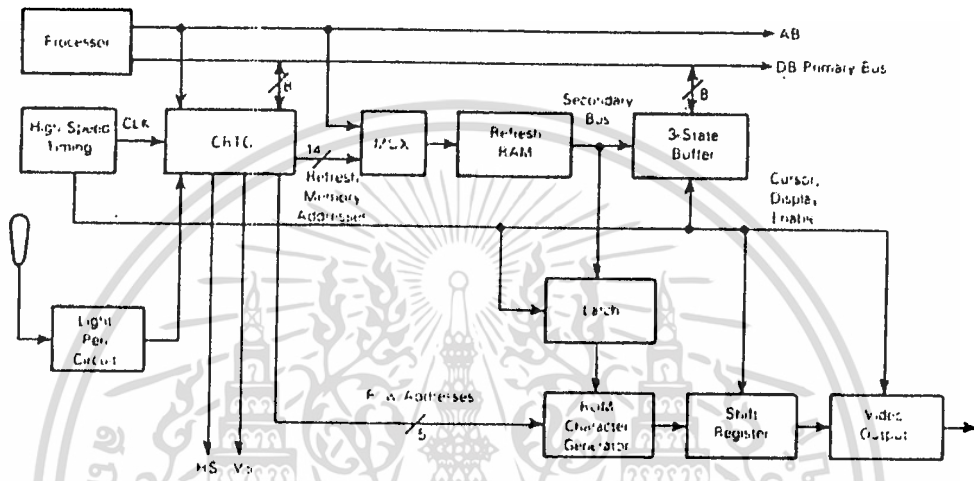 Processor
AB
DB Primary Bus
8
8
High Speed
Timing
CLK
CRTC
14
Refresh
Memory
Addresses
MUX
Refresh
RAM
Secondary
Bus
3-State
Buffer
Cursor,
Display
Enable
Light
Pen
Circuit
Latch
Row Addresses
5
ROM
Character
Generator
Shift
Register
Video
Output
HS